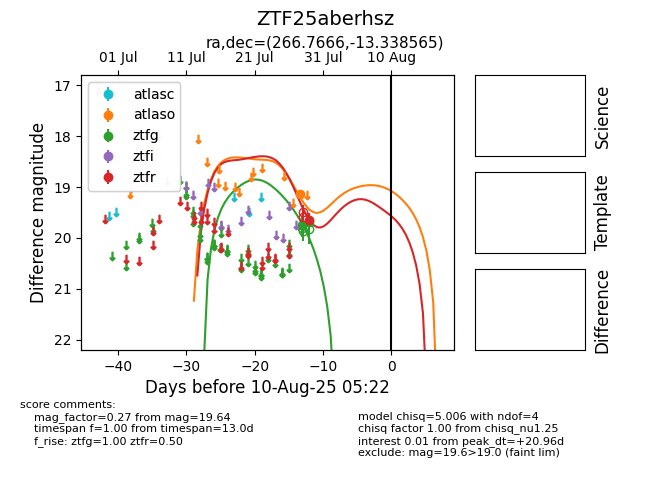 ZTF25aberhsz
ra,dec=(266.7666,-13.338565)
01 Jul 11 Jul 21 Jul 31 Jul 10 Aug
17
18
19
20
21
22
Difference magnitude
atlasc
atlaso
ztfg
ztfi
ztfr
−40 −30 −20 −10 0
Days before 10-Aug-25 05:22
Science
Template
Difference
score comments:
mag_factor=0.27 from mag=19.64
timespan f=1.00 from timespan=13.0d
f_rise: ztfg=1.00 ztfr=0.50
model chisq=5.006 with ndof=4
chisq factor 1.00 from chisq_nu1.25
interest 0.01 from peak_dt=+20.96d
exclude: mag=19.6>19.0 (faint lim)